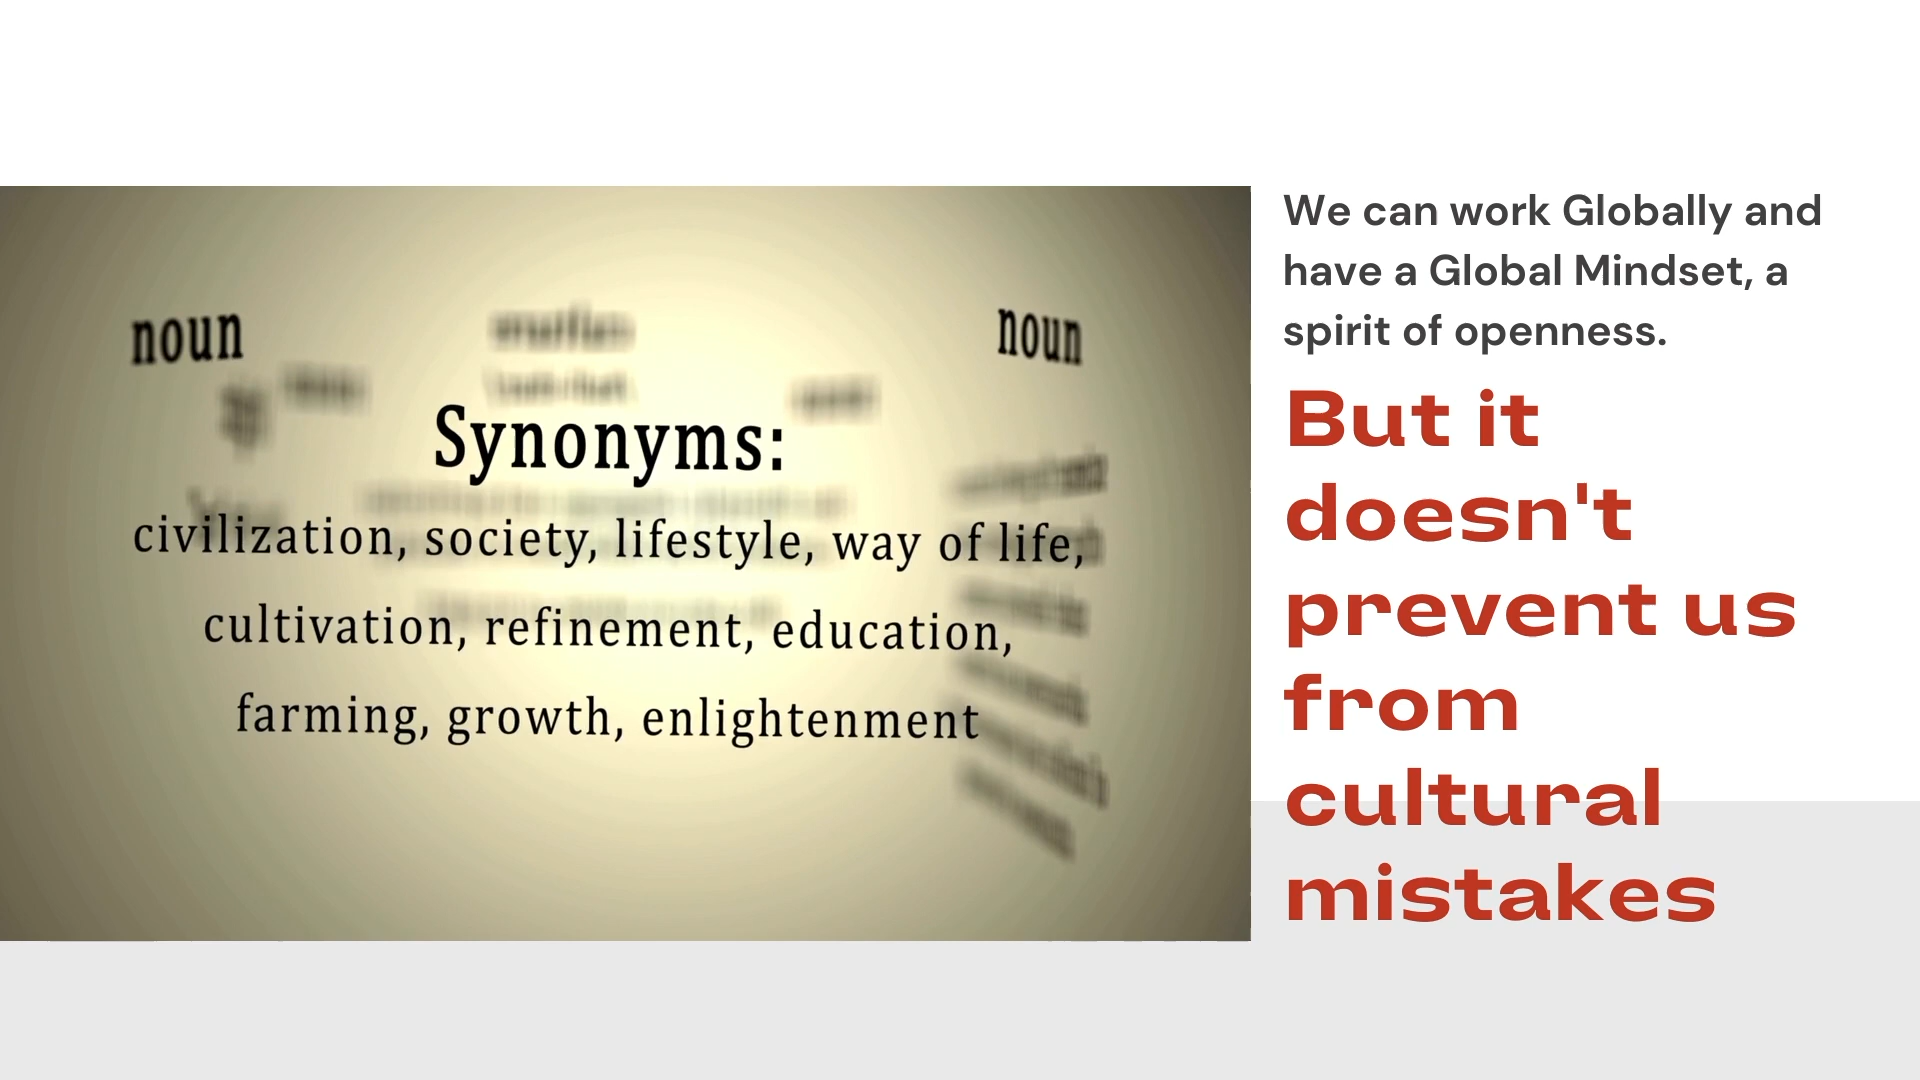 noun
noun
Synonyms:
civilization, society, lifestyle, way of life,
cultivation, refinement, education,
farming, growth, enlightenment
We can work Globally and
have a Global Mindset, a
spirit of openness.
But it
doesn't
prevent us
from
cultural
mistakes